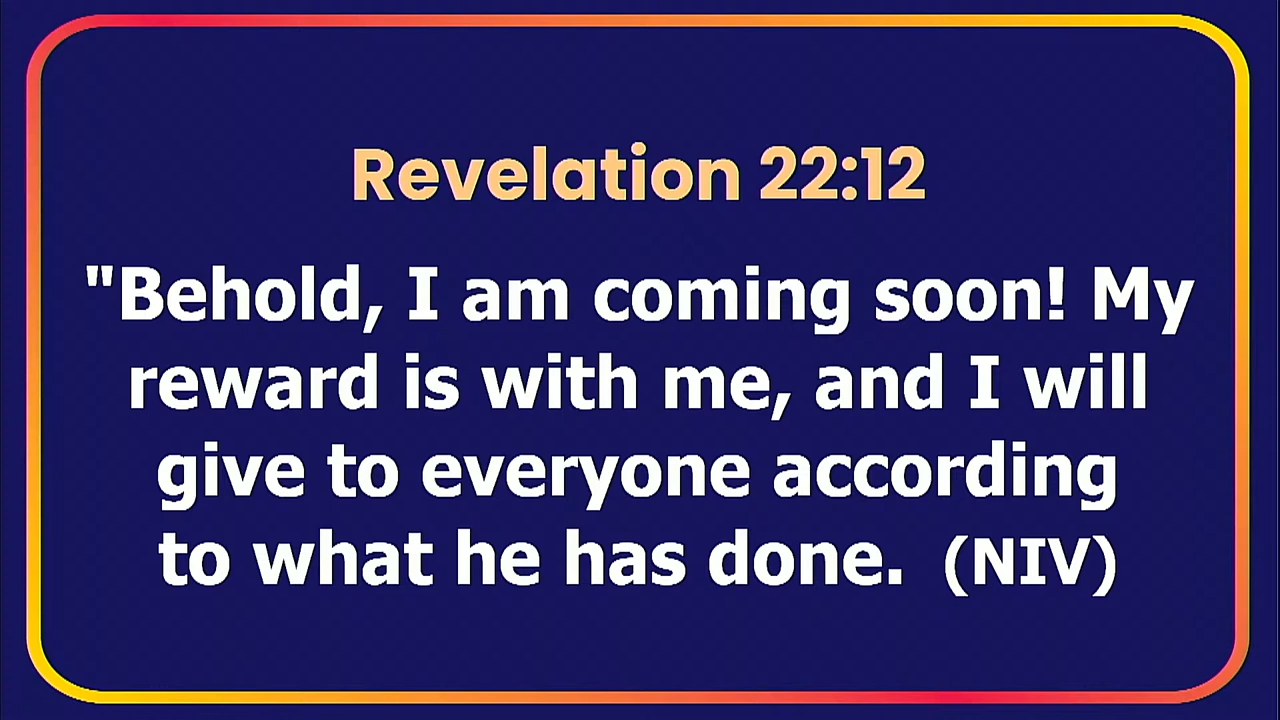 Revelation 22:12
"Behold, I am coming soon! My
reward is with me, and I will
give to everyone according
to what he has done. (NIV)